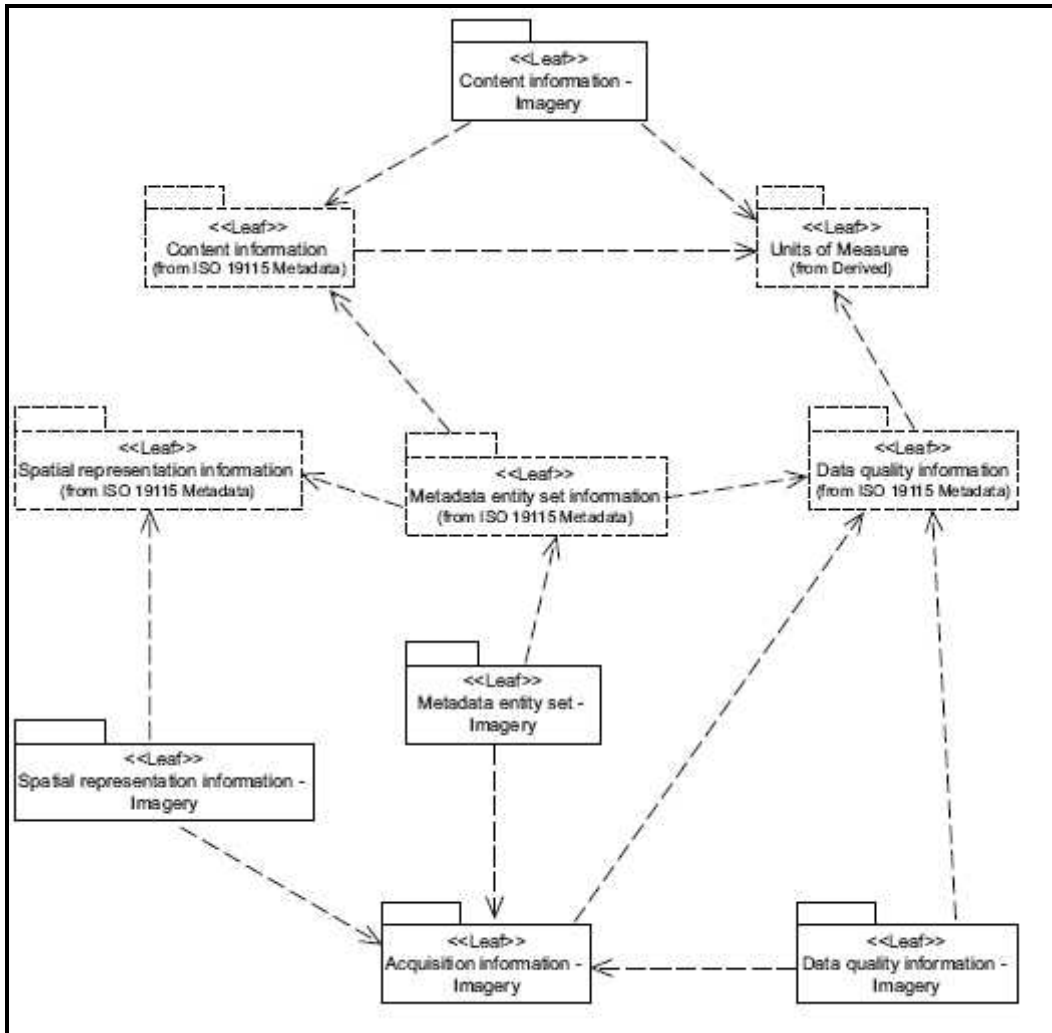 <<Leaf>>
Content information -
Imagery
<<Leaf>>
Content information
(from ISO 19115 Metadata)
<<Leaf>>
Units of Measure
(from Derived)
<<Leaf>>
Spatial representation information
(from ISO 19115 Metadata)
<<Leaf>>
Metadata entity set information
(from ISO 19115 Metadata)
<<Leaf>>
Data quality information
(from ISO 19115 Metadata)
<<Leaf>>
Metadata entity set -
Imagery
<<Leaf>>
Spatial representation information -
Imagery
<<Leaf>>
Acquisition information -
Imagery
<<Leaf>>
Data quality information -
Imagery